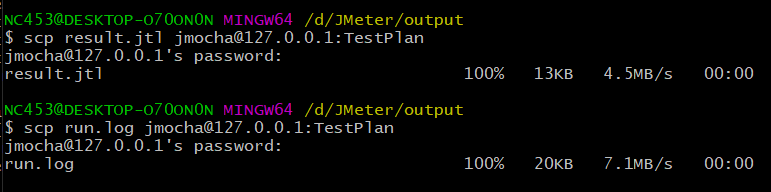 NC453@DESKTOP-O7OON0N MINGW64 /d/JMeter/output
$ scp result.jtl jmocha@127.0.0.1:TestPlan
jmocha@127.0.0.1's password:
result.jtl 100% 13KB 4.5MB/s 00:00
NC453@DESKTOP-O7OON0N MINGW64 /d/JMeter/output
$ scp run.log jmocha@127.0.0.1:TestPlan
jmocha@127.0.0.1's password:
run.log 100% 20KB 7.1MB/s 00:00